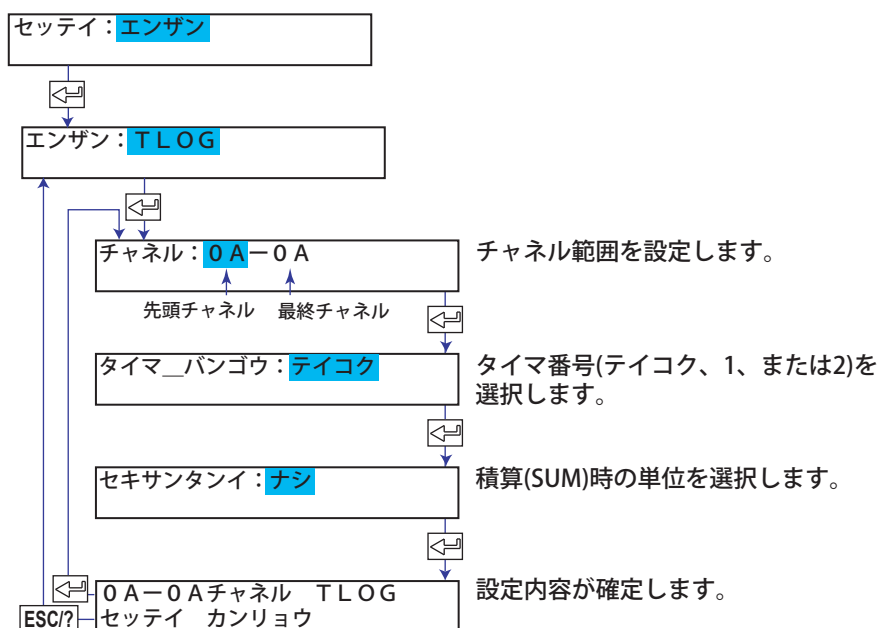 セッテイ：エンザン
エンザン：ＴＬＯＧ
チャネル：０Ａ－０Ａ
チャネル範囲を設定します。
先頭チャネル
最終チャネル
タイマ＿バンゴウ：テイコク
タイマ番号(テイコク、1、または2)を
選択します。
セキサンタンイ：ナシ
積算(SUM)時の単位を選択します。
０Ａ－０Ａチャネル　ＴＬＯＧ
設定内容が確定します。
ESC/?
セッテイ　カンリョウ